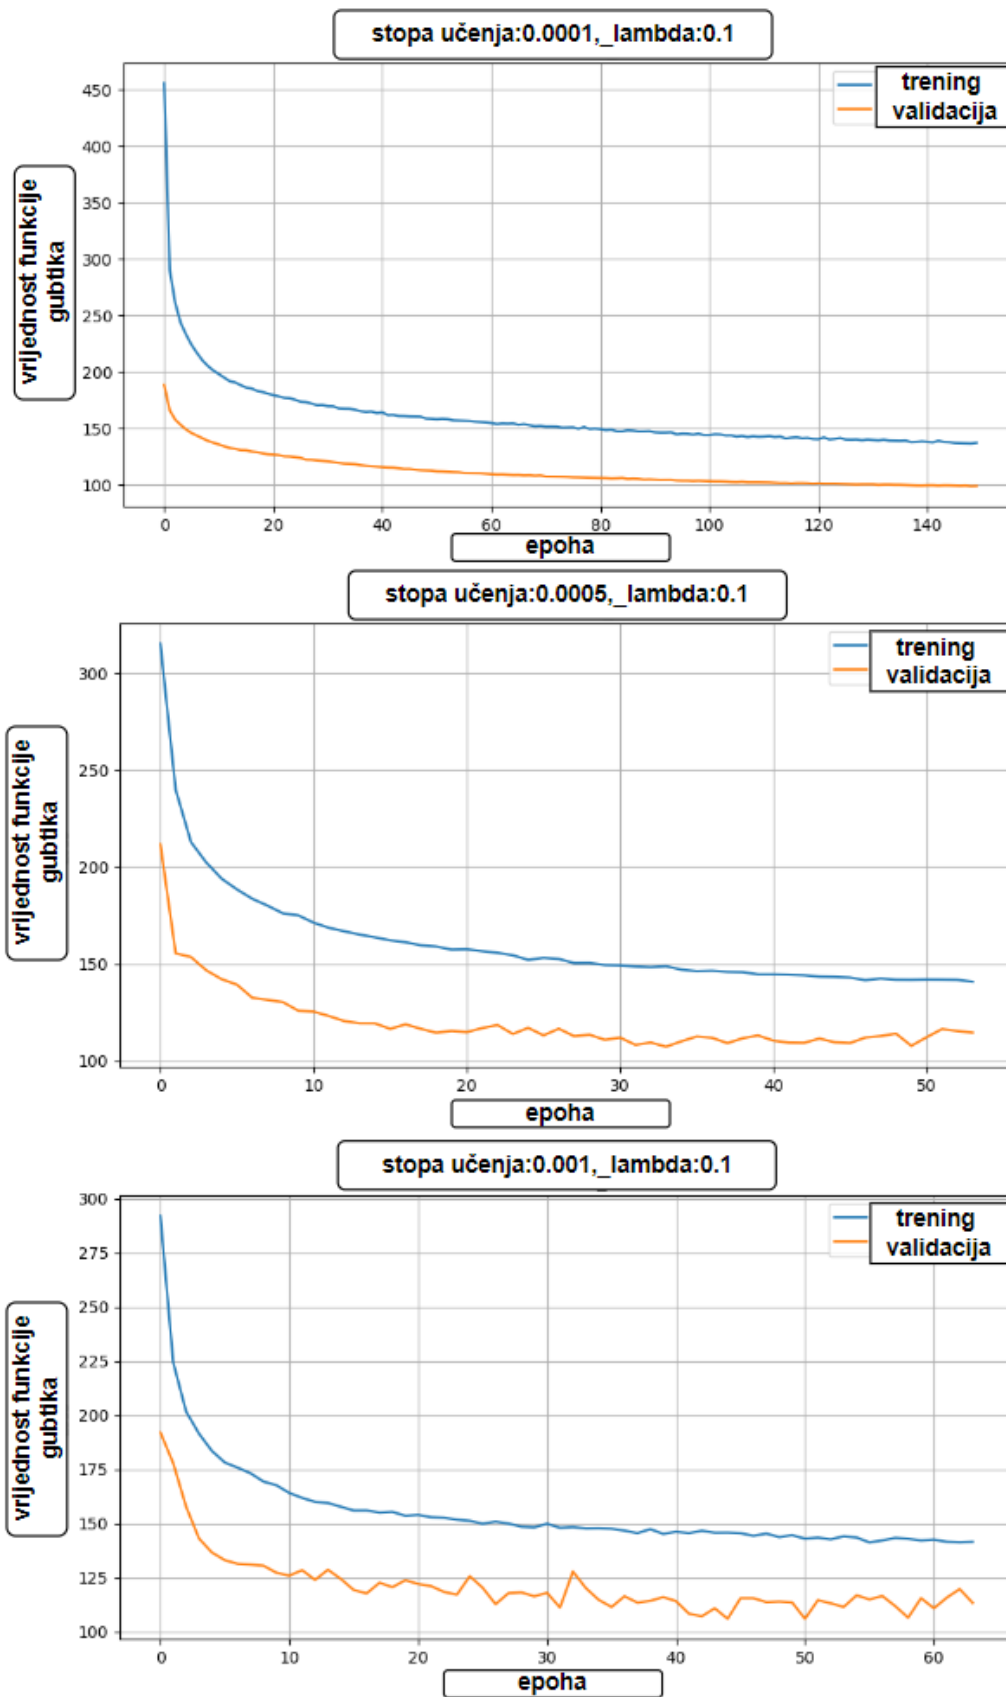 stopa učenja:0.0001,_lambda:0.1
trening
validacija
450
400
350
300
250
200
150
100
vrijednost funkcije
gubtika
0 20 40 60 80 100 120 140
epoha
stopa učenja:0.0005,_lambda:0.1
trening
validacija
300
250
200
150
100
vrijednost funkcije
gubtika
0 10 20 30 40 50
epoha
stopa učenja:0.001,_lambda:0.1
trening
validacija
300
275
250
225
200
175
150
125
100
vrijednost funkcije
gubtika
0 10 20 30 40 50 60
epoha